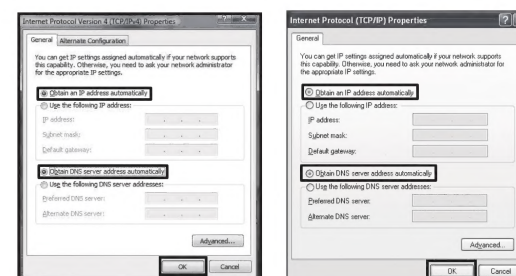 Internet Protocol Version 4 (TCP/IPv4) Properties
General
Alternate Configuration
You can get IP settings assigned automatically if your network supports
this capability. Otherwise, you need to ask your network administrator
for the appropriate IP settings.
Obtain an IP address automatically
Use the following IP address:
IP address:
Subnet mask:
Default gateway:
Obtain DNS server address automatically
Use the following DNS server addresses:
Preferred DNS server:
Alternate DNS server:
Advanced...
OK
Cancel
Internet Protocol (TCP/IP) Properties
General
You can get IP settings assigned automatically if your network supports
this capability. Otherwise, you need to ask your network administrator for
the appropriate IP settings.
Obtain an IP address automatically
Use the following IP address:
IP address:
Subnet mask:
Default gateway:
Obtain DNS server address automatically
Use the following DNS server addresses:
Preferred DNS server:
Alternate DNS server:
Advanced...
OK
Cancel